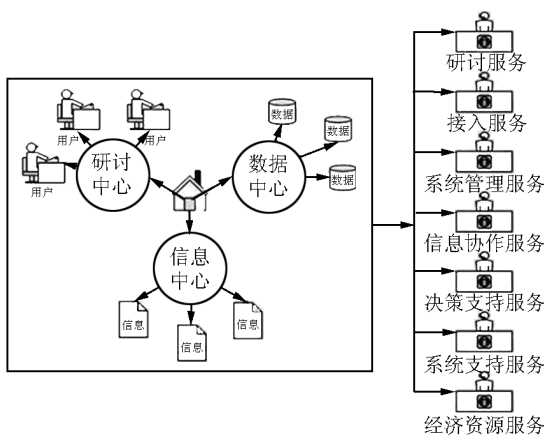 用户
用户
用户
研讨
中心
数据
中心
数据
数据
数据
信息
中心
信息
信息
信息
研讨服务
接入服务
系统管理服务
信息协作服务
决策支持服务
系统支持服务
经济资源服务